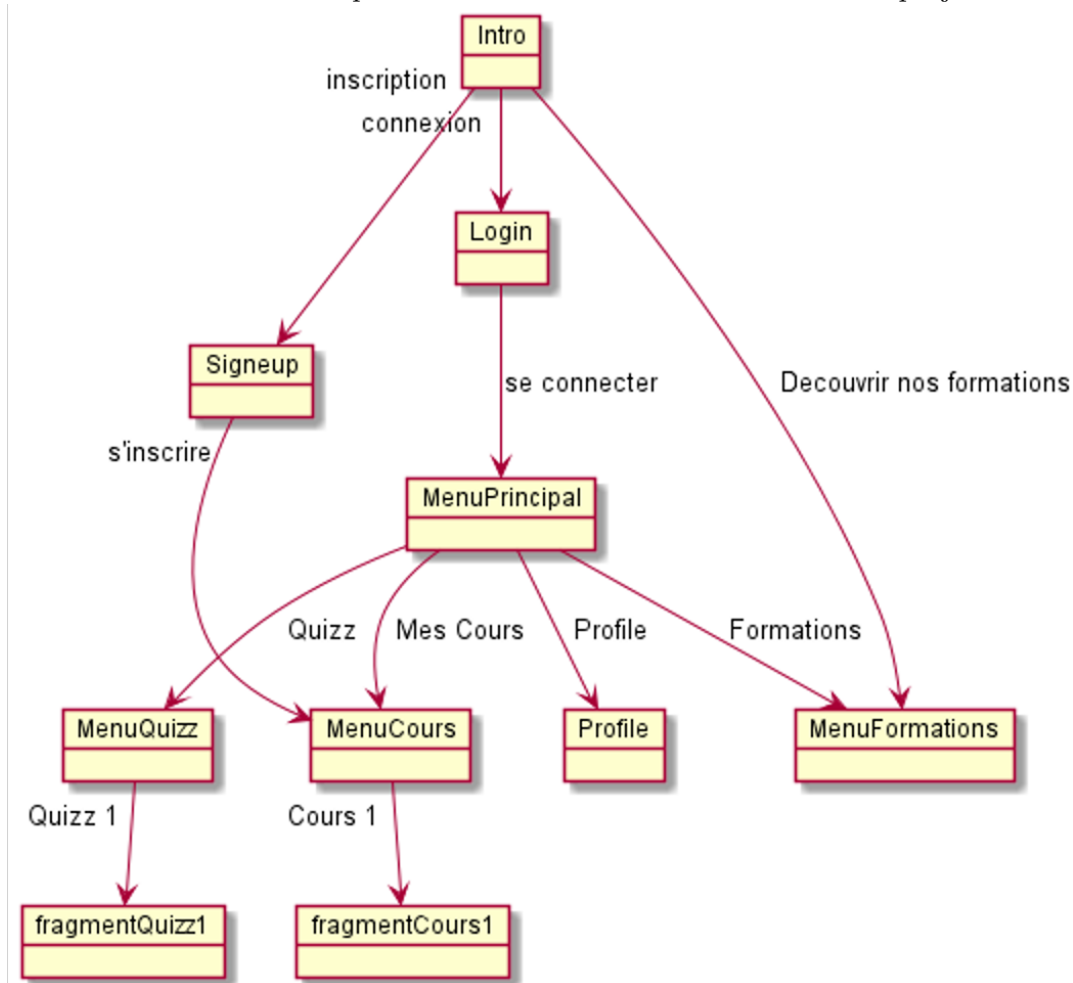 Intro
inscription
connexion
Login
Signeup
se connecter
Decouvrir nos formations
s'inscrire
MenuPrincipal
Quizz
Mes Cours
Profile
Formations
MenuQuizz
MenuCours
Profile
MenuFormations
Quizz 1
Cours 1
fragmentQuizz1
fragmentCours1